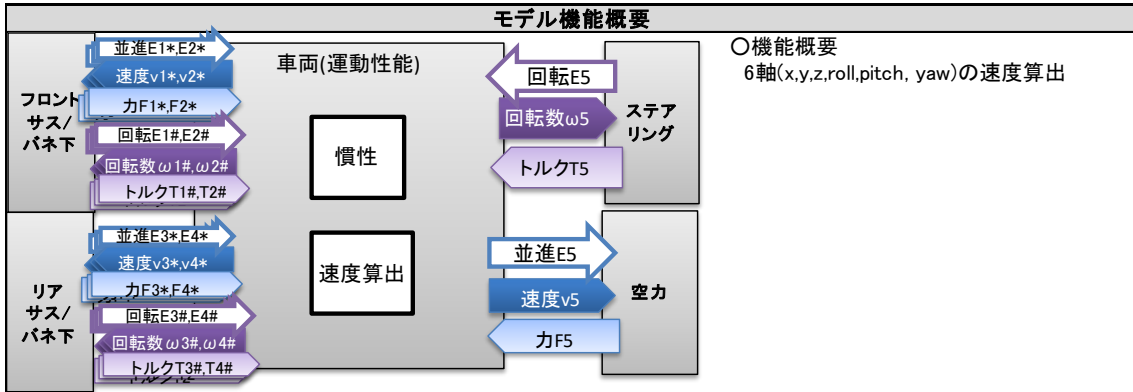 モデル機能概要
フロント
サス/
バネ下
並進E1*,E2*
速度v1*,v2*
力F1*,F2*
回転E1#,E2#
回転数ω1#,ω2#
トルクT1#,T2#
リア
サス/
バネ下
並進E3*,E4*
速度v3*,v4*
力F3*,F4*
回転E3#,E4#
回転数ω3#,ω4#
トルクT3#,T4#
車両(運動性能)
慣性
速度算出
回転E5
回転数ω5
トルクT5
ステア
リング
並進E5
速度v5
力F5
空力
〇機能概要
6軸(x,y,z,roll,pitch, yaw)の速度算出